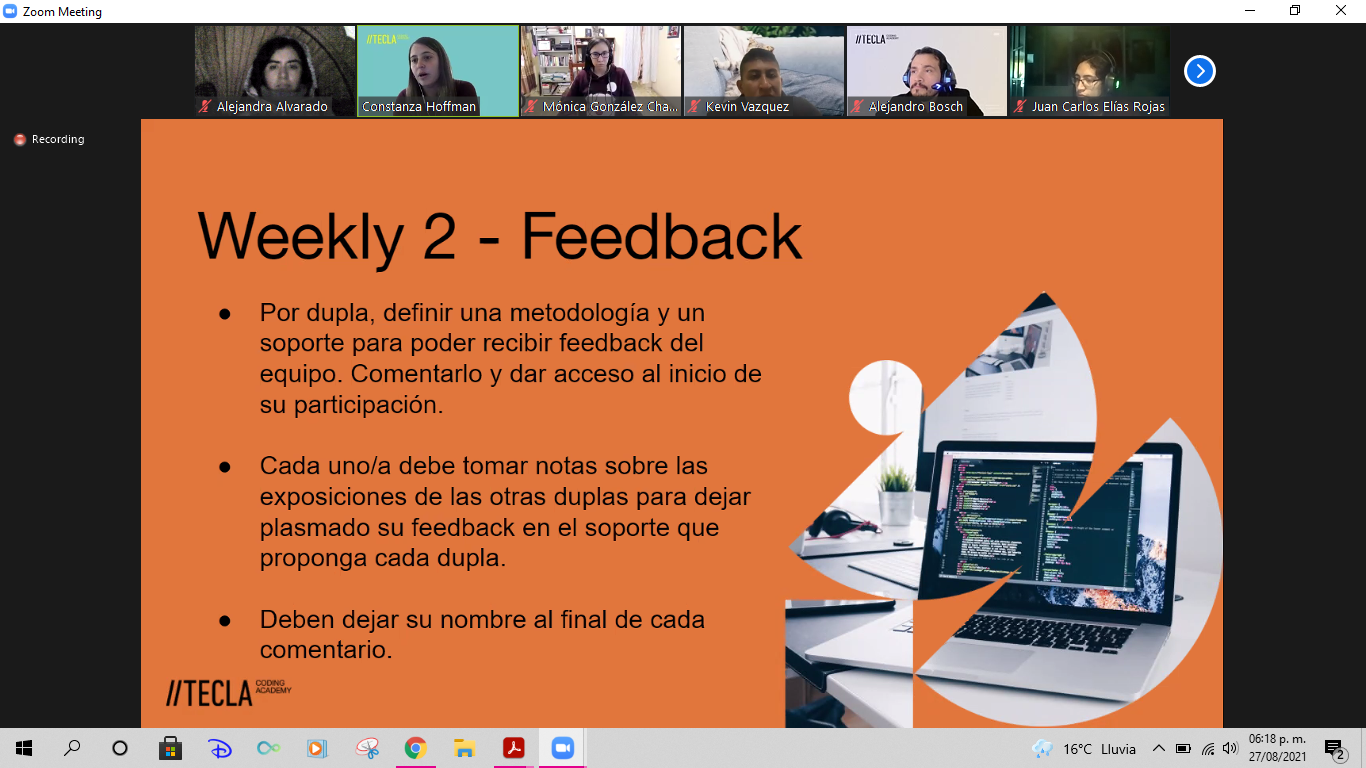 Zoom Meeting
//TECLA
//TECLA
Alejandra Alvarado
Constanza Hoffman
Mónica González Cha...
Kevin Vazquez
Alejandro Bosch
Juan Carlos Elías Rojas
Recording
Weekly 2 - Feedback
● Por dupla, definir una metodología y un
soporte para poder recibir feedback del
equipo. Comentarlo y dar acceso al inicio de
su participación.
● Cada uno/a debe tomar notas sobre las
exposiciones de las otras duplas para dejar
plasmado su feedback en el soporte que
proponga cada dupla.
● Deben dejar su nombre al final de cada
comentario.
//TECLA CODING
ACADEMY
16°C Lluvia
06:18 p. m.
27/08/2021
2